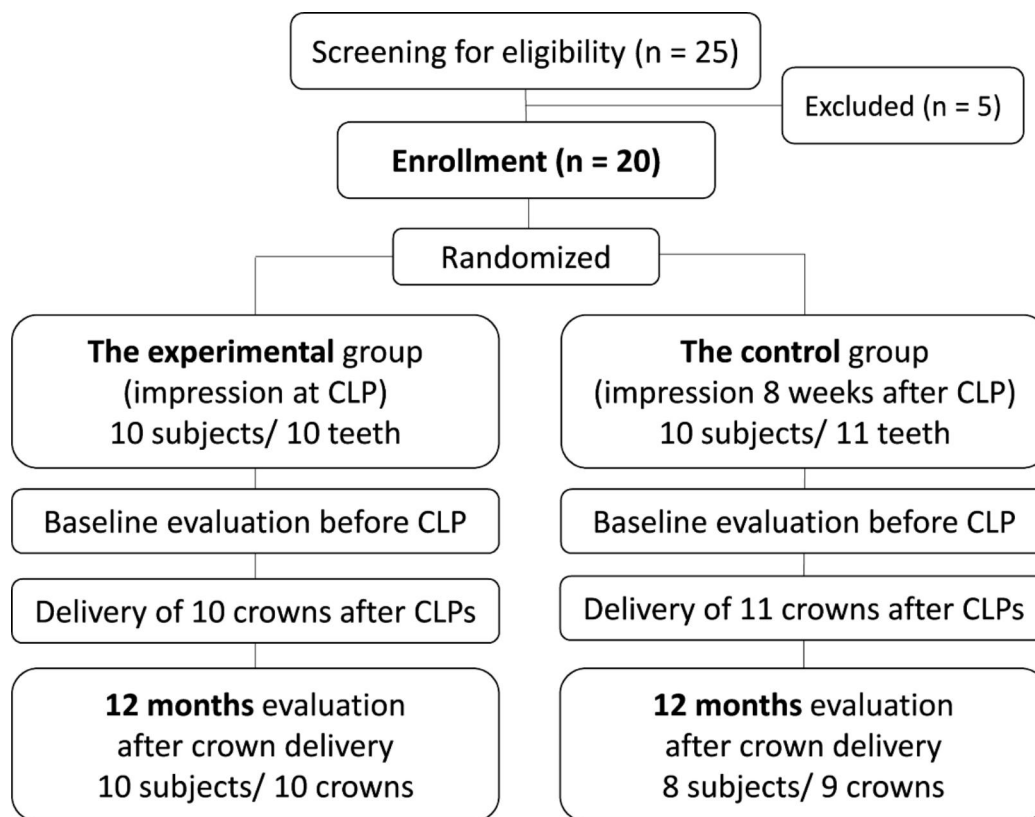 Screening for eligibility (n = 25)
Excluded (n = 5)
Enrollment (n = 20)
Randomized
The experimental group
(impression at CLP)
10 subjects/ 10 teeth
The control group
(impression 8 weeks after CLP)
10 subjects/ 11 teeth
Baseline evaluation before CLP
Baseline evaluation before CLP
Delivery of 10 crowns after CLPs
Delivery of 11 crowns after CLPs
12 months evaluation
after crown delivery
10 subjects/ 10 crowns
12 months evaluation
after crown delivery
8 subjects/ 9 crowns